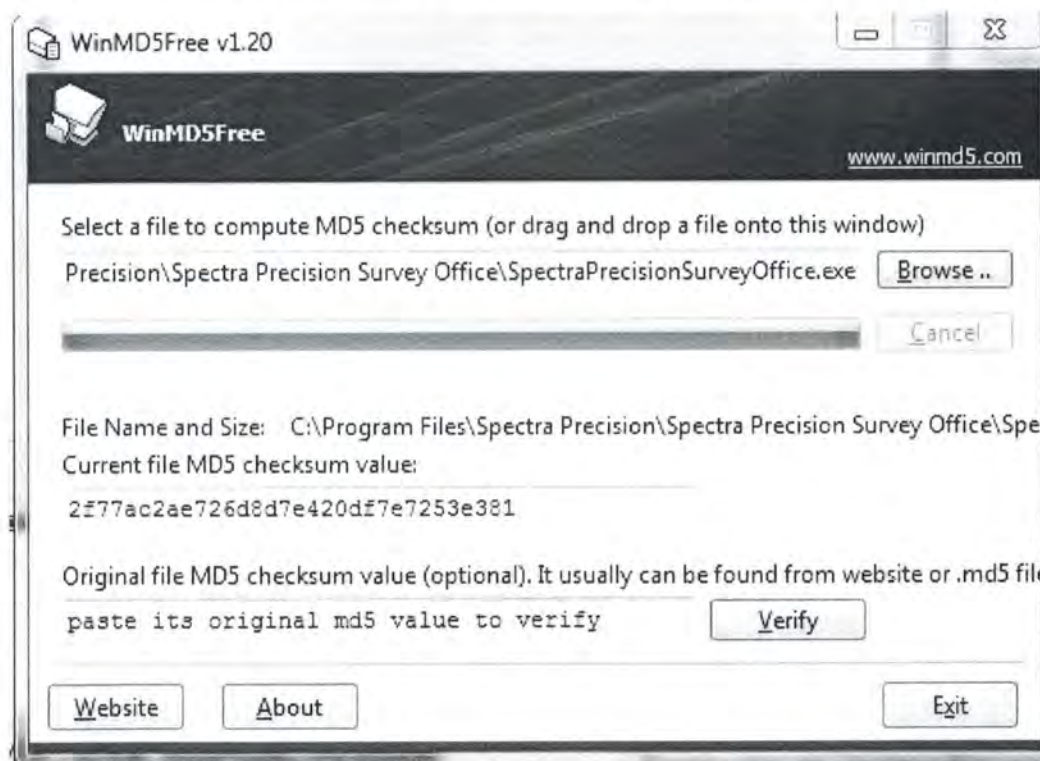 WinMD5Free v1.20
WinMD5Free
www.winmd5.com
Select a file to compute MD5 checksum (or drag and drop a file onto this window)
Precision\Spectra Precision Survey Office\SpectraPrecisionSurveyOffice.exe Browse ..
Cancel
File Name and Size: C:\Program Files\Spectra Precision\Spectra Precision Survey Office\Spe
Current file MD5 checksum value:
2f77ac2ae726d8d7e420df7e7253e381
Original file MD5 checksum value (optional). It usually can be found from website or .md5 file
paste its original md5 value to verify Verify
Website About Exit